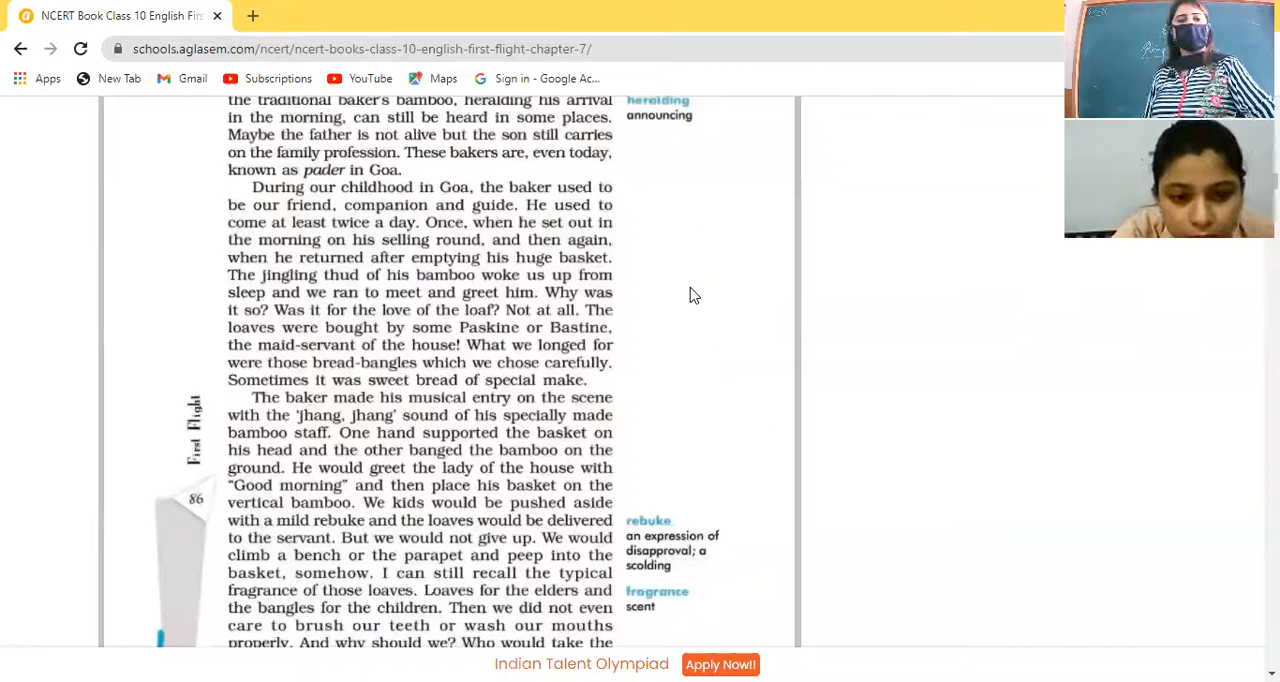 NCERT Book Class 10 English Firs
schools.aglasem.com/ncert/ncert-books-class-10-english-first-flight-chapter-7/
Apps New Tab Gmail Subscriptions YouTube Maps Sign in - Google Ac...
the traditional baker's bamboo, heralding his arrival
in the morning, can still be heard in some places.
Maybe the father is not alive but the son still carries
on the family profession. These bakers are, even today,
known as pader in Goa.
heralding
announcing
During our childhood in Goa, the baker used to
be our friend, companion and guide. He used to
come at least twice a day. Once, when he set out in
the morning on his selling round, and then again,
when he returned after emptying his huge basket.
The jingling thud of his bamboo woke us up from
sleep and we ran to meet and greet him. Why was
it so? Was it for the love of the loaf? Not at all. The
loaves were bought by some Paskine or Bastine,
the maid-servant of the house! What we longed for
were those bread-bangles which we chose carefully.
Sometimes it was sweet bread of special make.
The baker made his musical entry on the scene
with the 'jhang, jhang' sound of his specially made
bamboo staff. One hand supported the basket on
his head and the other banged the bamboo on the
ground. He would greet the lady of the house with
"Good morning" and then place his basket on the
vertical bamboo. We kids would be pushed aside
with a mild rebuke and the loaves would be delivered
to the servant. But we would not give up. We would
climb a bench or the parapet and peep into the
basket, somehow. I can still recall the typical
fragrance of those loaves. Loaves for the elders and
the bangles for the children. Then we did not even
care to brush our teeth or wash our mouths
properly. And why should we? Who would take the
rebuke
an expression of
disapproval; a
scolding
fragrance
scent
First Flight
86
Indian Talent Olympiad Apply Now!!